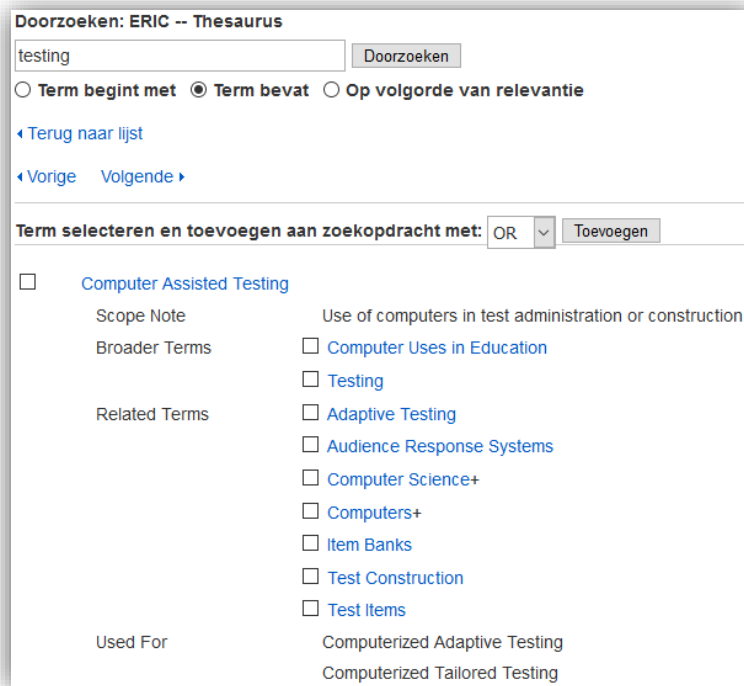 Doorzoeken: ERIC -- Thesaurus
testing Doorzoeken
Term begint met Term bevat Op volgorde van relevantie
Terug naar lijst
Vorige Volgende
Term selecteren en toevoegen aan zoekopdracht met: OR Toevoegen
Computer Assisted Testing
Scope Note Use of computers in test administration or construction
Broader Terms Computer Uses in Education
Testing
Related Terms Adaptive Testing
Audience Response Systems
Computer Science+
Computers+
Item Banks
Test Construction
Test Items
Used For Computerized Adaptive Testing
Computerized Tailored Testing